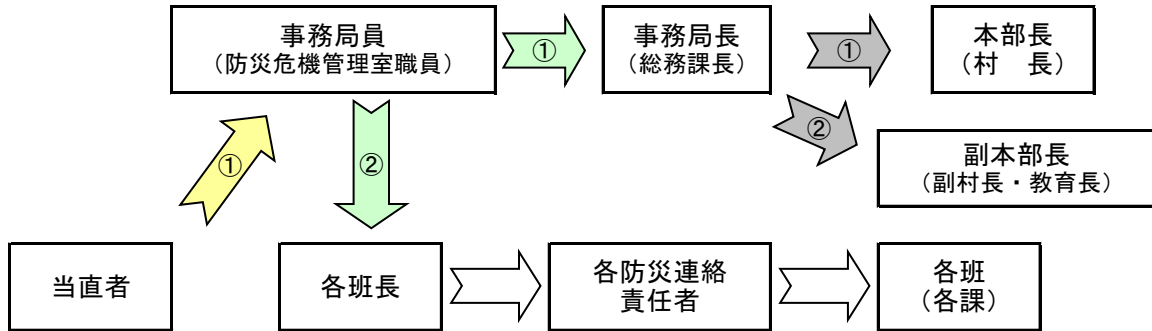 事務局員
（防災危機管理室職員）
①
事務局長
（総務課長）
①
本部長
（村　長）
②
副本部長
（副村長・教育長）
①
②
当直者
各班長
各防災連絡
責任者
各班
（各課）